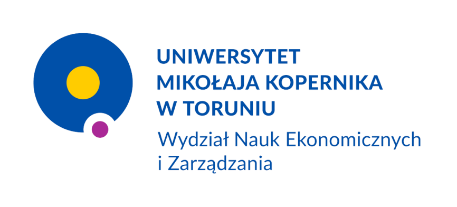 UNIWERSYTET
MIKOŁAJA KOPERNIKA
W TORUNIU
Wydział Nauk Ekonomicznych
i Zarządzania